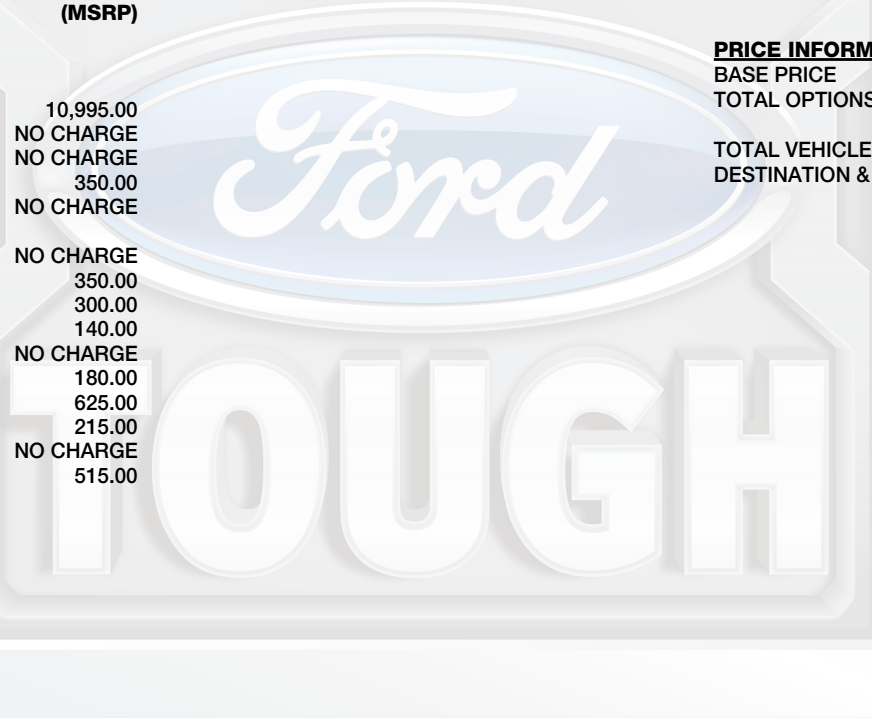 (MSRP)
10,995.00
NO CHARGE
NO CHARGE
350.00
NO CHARGE
NO CHARGE
350.00
300.00
140.00
NO CHARGE
180.00
625.00
215.00
NO CHARGE
515.00
PRICE INFORM
BASE PRICE
TOTAL OPTIONS
TOTAL VEHICLE
DESTINATION &
Ford
TOUGH